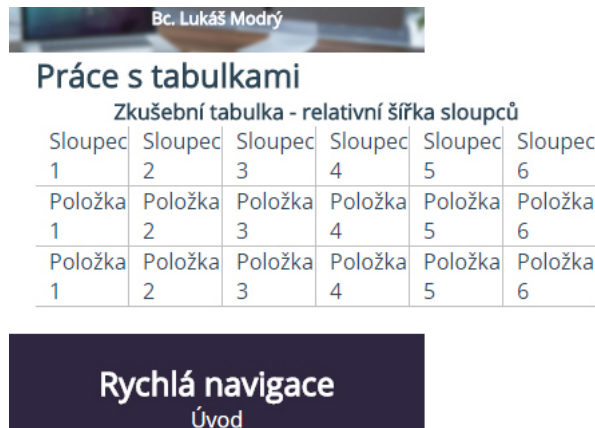 Bc. Lukáš Modrý
Práce s tabulkami
Zkušební tabulka - relativní šířka sloupců
Sloupec Sloupec Sloupec Sloupec Sloupec Sloupec
1 2 3 4 5 6
Položka Položka Položka Položka Položka Položka
1 2 3 4 5 6
Položka Položka Položka Položka Položka Položka
1 2 3 4 5 6
Rychlá navigace
Úvod